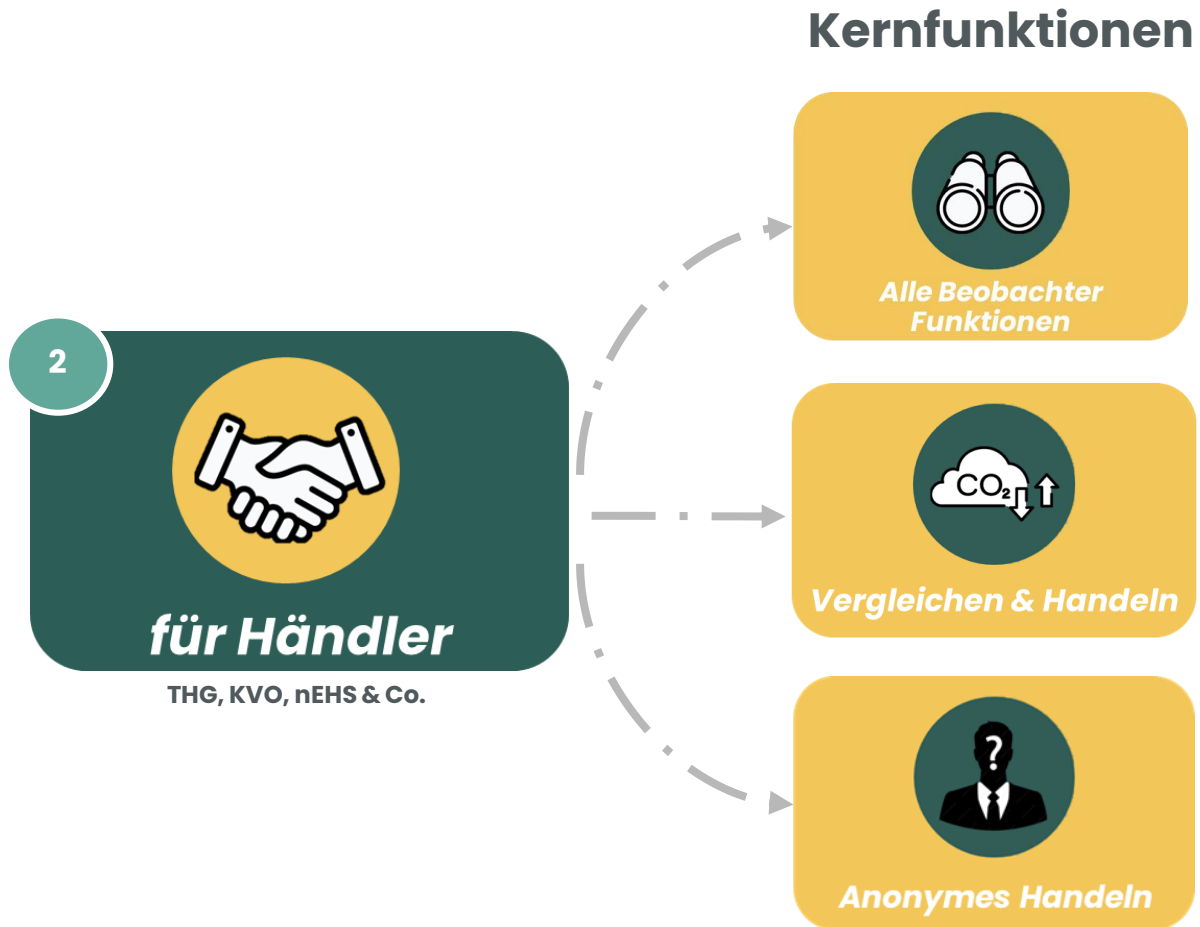 Kernfunktionen
Alle Beobachter
Funktionen
2
CO₂
Vergleichen & Handeln
für Händler
THG, KVO, nEHS & Co.
?
Anonymes Handeln